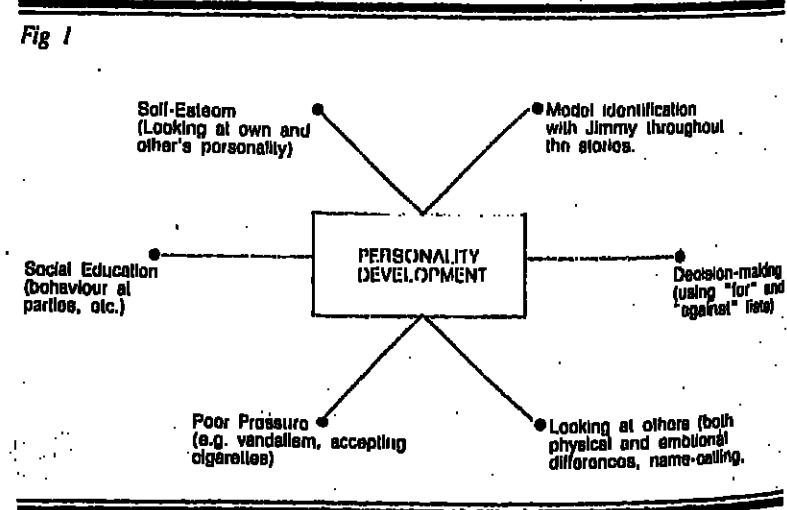 Fig 1
Self-Esteem
(Looking at own and
other's personality)
Model identification
with Jimmy throughout
the stories.
PERSONALITY
DEVELOPMENT
Social Education
(behaviour at
parties, etc.)
Decision-making
(using "for" and
"against" lists)
Peer Pressure
(e.g. vandalism, accepting
cigarettes)
Looking at others (both
physical and emotional
differences, name-calling.